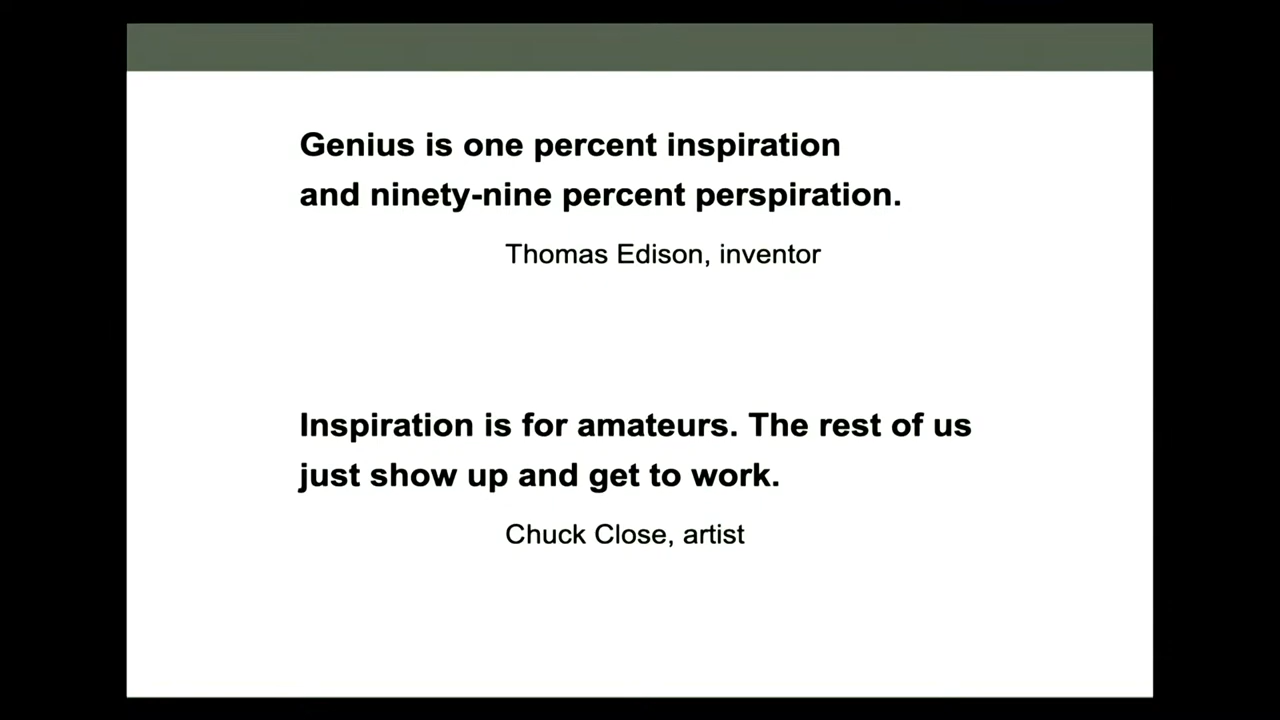 Genius is one percent inspiration
and ninety-nine percent perspiration.
Thomas Edison, inventor
Inspiration is for amateurs. The rest of us
just show up and get to work.
Chuck Close, artist